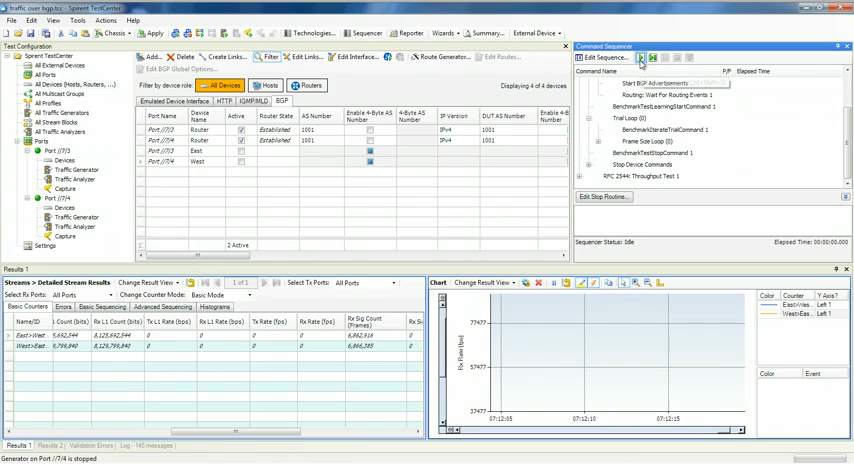 traffic over bgp.tcc - Spirent TestCenter
File Edit View Tools Actions Help
Chassis Apply Technologies... Sequencer Reporter Wizards Summary... External Device
Test Configuration
Spirent TestCenter
All External Devices
All Ports
All Devices (Hosts, Routers, ...)
All Multicast Groups
All Profiles
All Traffic Generators
All Stream Blocks
All Traffic Analyzers
Ports
Port //7/3
Devices
Traffic Generator
Traffic Analyzer
Capture
Port //7/4
Devices
Traffic Generator
Traffic Analyzer
Capture
Settings
Add... Delete Create Links... Filter Edit Links... Edit Interface... Route Generator... Edit Routes...
Edit BGP Global Options...
Filter by device role: All Devices Hosts Routers Displaying 4 of 4 devices
Emulated Device Interface HTTP IGMP/MLD BGP
Port Name Device Name Active Router State AS Number Enable 4-Byte AS Number 4-Byte AS Number IP Version DUT AS Number Enable 4-B Number
Port //7/3 Router Established 1001 IPv4 1001
Port //7/4 Router Established 1001 IPv4 1001
Port //7/3 East
Port //7/4 West
2 Active
Command Sequencer
Edit Sequence...
Command Name P/F Elapsed Time
Start BGP Advertisements
Routing: Wait For Routing Events 1
BenchmarkTestLearningStartCommand 1
Trial Loop (0)
BenchmarkIterateTrialCommand 1
Frame Size Loop (0)
BenchmarkTestStopCommand 1
Stop Device Commands
RFC 2544: Throughput Test 1
Edit Stop Routine...
Sequencer Status: Idle Elapsed Time: 00:00:00.000
Results 1
Streams > Detailed Stream Results Change Result View 1 of 1 Select Tx Ports: All Ports
Select Rx Ports: All Ports Change Counter Mode: Basic Mode
Basic Counters Errors Basic Sequencing Advanced Sequencing Histograms
Name/ID L1 Count (bits) Rx L1 Count (bits) Tx L1 Rate (bps) Rx L1 Rate (bps) Tx Rate (bps) Rx Rate (bps) Rx Sig Count (Frames) Rx Si
East>West... 5,692,544 8,125,692,544 0 0 0 0 6,862,916 0
West>East... 9,799,840 8,129,799,840 0 0 0 0 6,866,385 0
Chart Change Result View
Rx Rate (bps)
77477
57477
37477
07:12:05 07:12:10 07:12:15
Color Counter Y Axis?
East>We... Left 1
West>Eas... Left 1
Color Event
Results 1 Results 2 Validation Errors Log - 145 messages
Generator on Port //7/4 is stopped